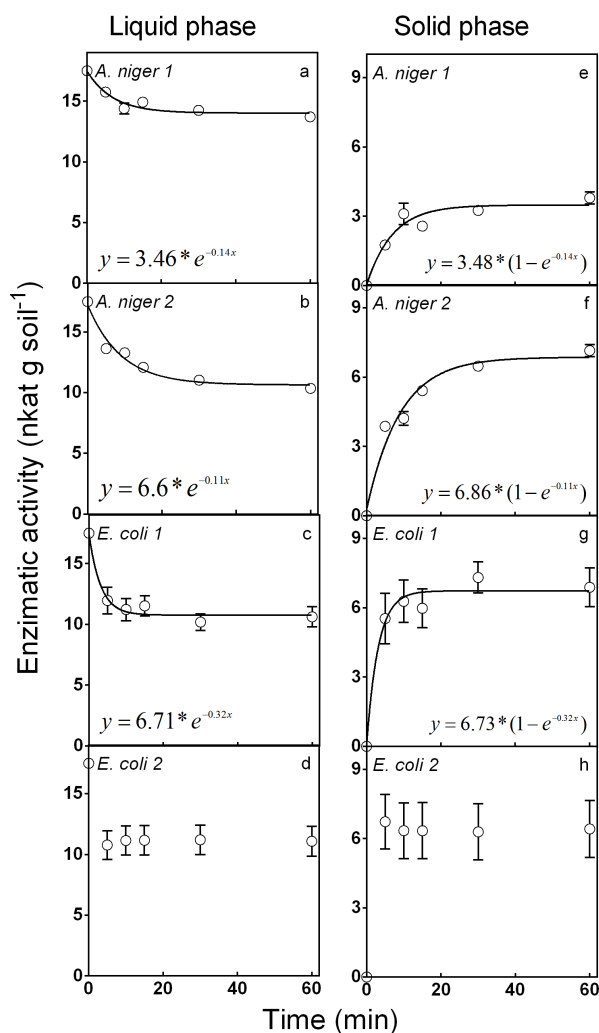 Liquid phase
Solid phase
Enzimatic activity (nkat g soil⁻¹)
A. niger 1 a
15
10
5
0
y = 3.46 * e^{-0.14x}
A. niger 1 e
9
6
3
0
y = 3.48 * (1 − e^{-0.14x})
A. niger 2 b
15
10
5
0
y = 6.6 * e^{-0.11x}
A. niger 2 f
9
6
3
0
y = 6.86 * (1 − e^{-0.11x})
E. coli 1 c
15
10
5
0
y = 6.71 * e^{-0.32x}
E. coli 1 g
9
6
3
0
y = 6.73 * (1 − e^{-0.32x})
E. coli 2 d
15
10
5
0
E. coli 2 h
9
6
3
0
0 20 40 60
0 20 40 60
Time (min)